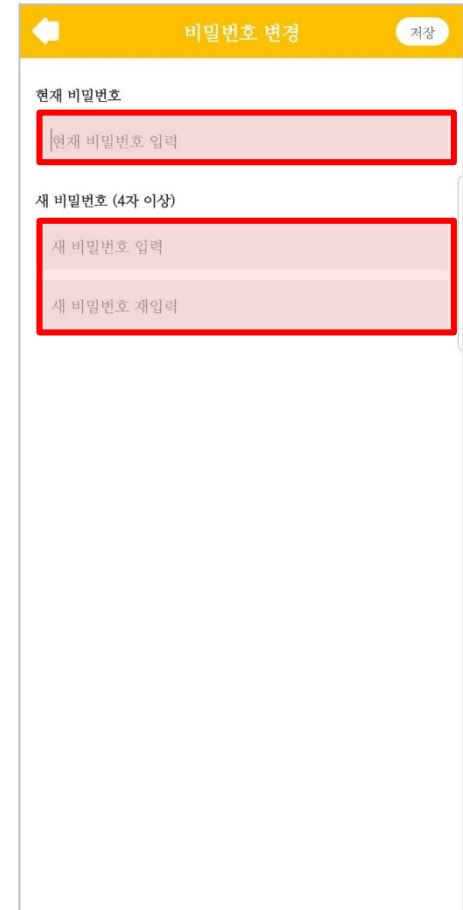 비밀번호 변경
저장
현재 비밀번호
현재 비밀번호 입력
새 비밀번호 (4자 이상)
새 비밀번호 입력
새 비밀번호 재입력